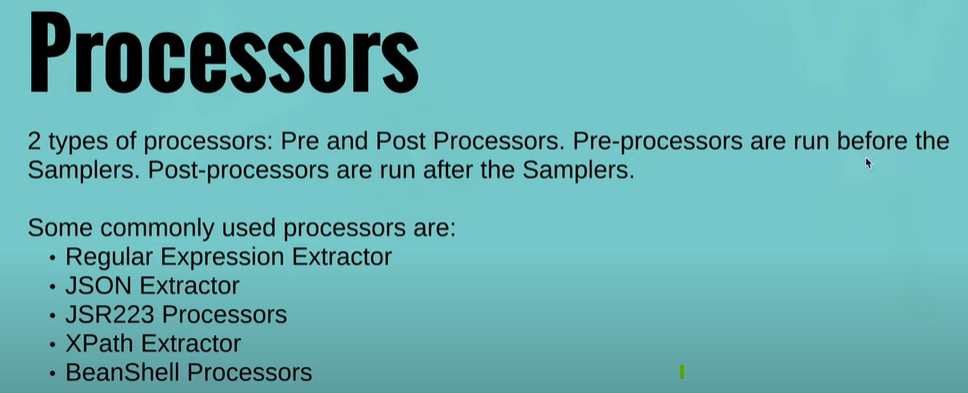 Processors
2 types of processors: Pre and Post Processors. Pre-processors are run before the
Samplers. Post-processors are run after the Samplers.
Some commonly used processors are:
• Regular Expression Extractor
• JSON Extractor
• JSR223 Processors
• XPath Extractor
• BeanShell Processors